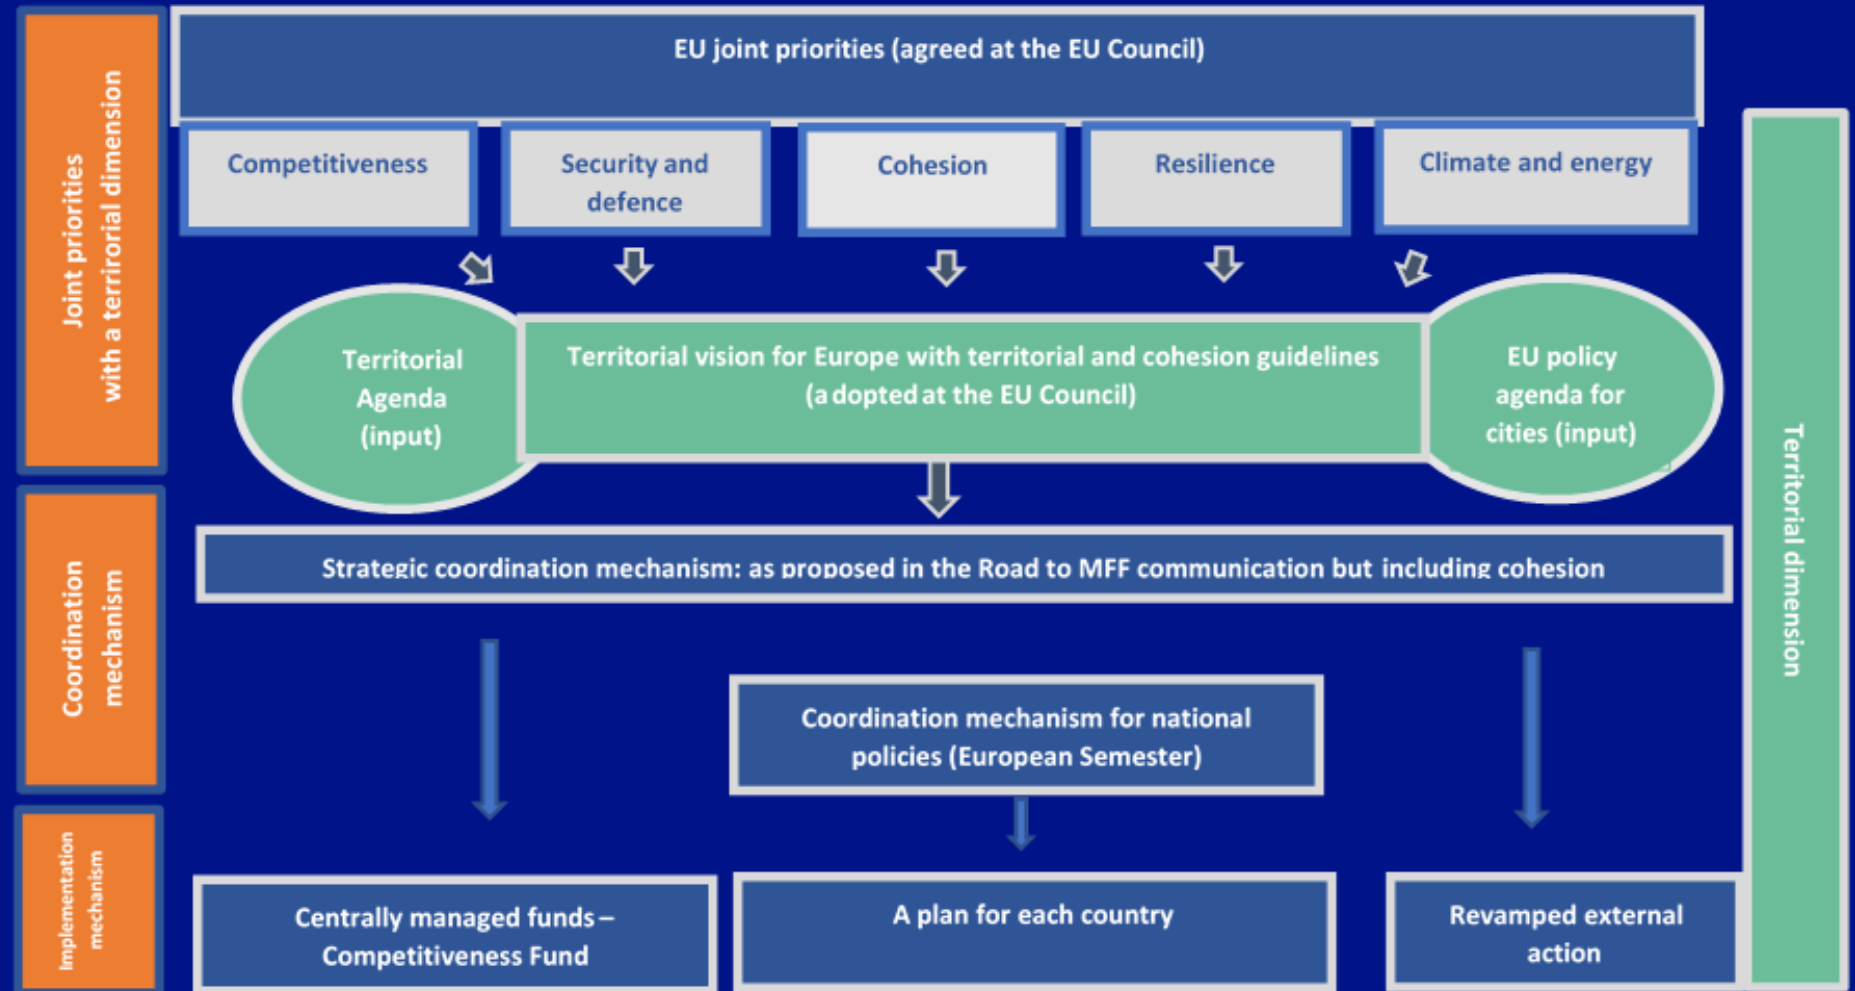 EU joint priorities (agreed at the EU Council)
Joint priorities
with a terrirorial dimension
Competitiveness
Security and
defence
Cohesion
Resilience
Climate and energy
Territorial
Agenda
(input)
Territorial vision for Europe with territorial and cohesion guidelines
(adopted at the EU Council)
EU policy
agenda for
cities (input)
Territorial dimension
Coordination
mechanism
Strategic coordination mechanism: as proposed in the Road to MFF communication but including cohesion
Coordination mechanism for national
policies (European Semester)
Implementation
mechanism
Centrally managed funds –
Competitiveness Fund
A plan for each country
Revamped external
action